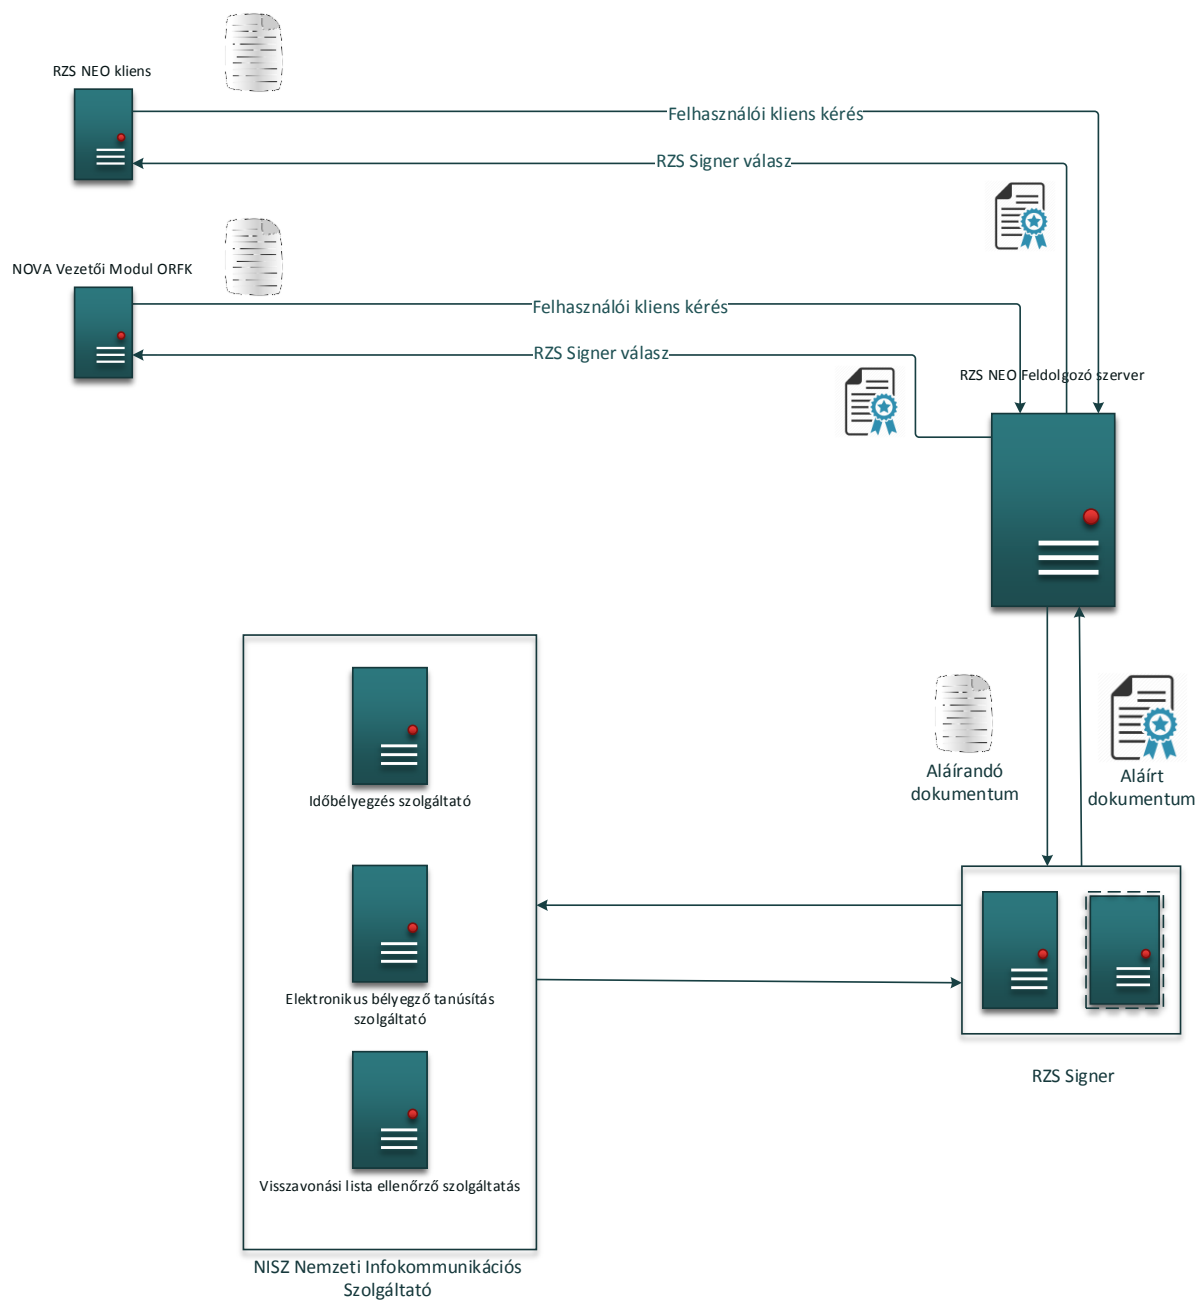 RZS NEO kliens
Felhasználói kliens kérés
RZS Signer válasz
NOVA Vezetői Modul ORFK
Felhasználói kliens kérés
RZS Signer válasz
RZS NEO Feldolgozó szerver
Aláírandó
dokumentum
Aláírt
dokumentum
Időbélyegzés szolgáltató
Elektronikus bélyegző tanúsítás
szolgáltató
Visszavonási lista ellenőrző szolgáltatás
RZS Signer
NISZ Nemzeti Infokommunikációs
Szolgáltató